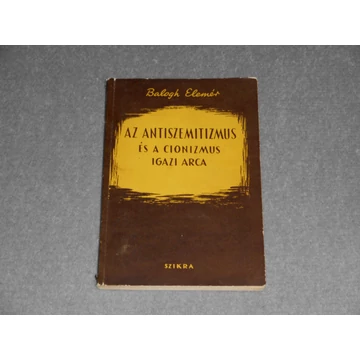 Balogh Elemér
AZ ANTISZEMITIZMUS
ÉS A CIONIZMUS
IGAZI ARCA
SZIKRA